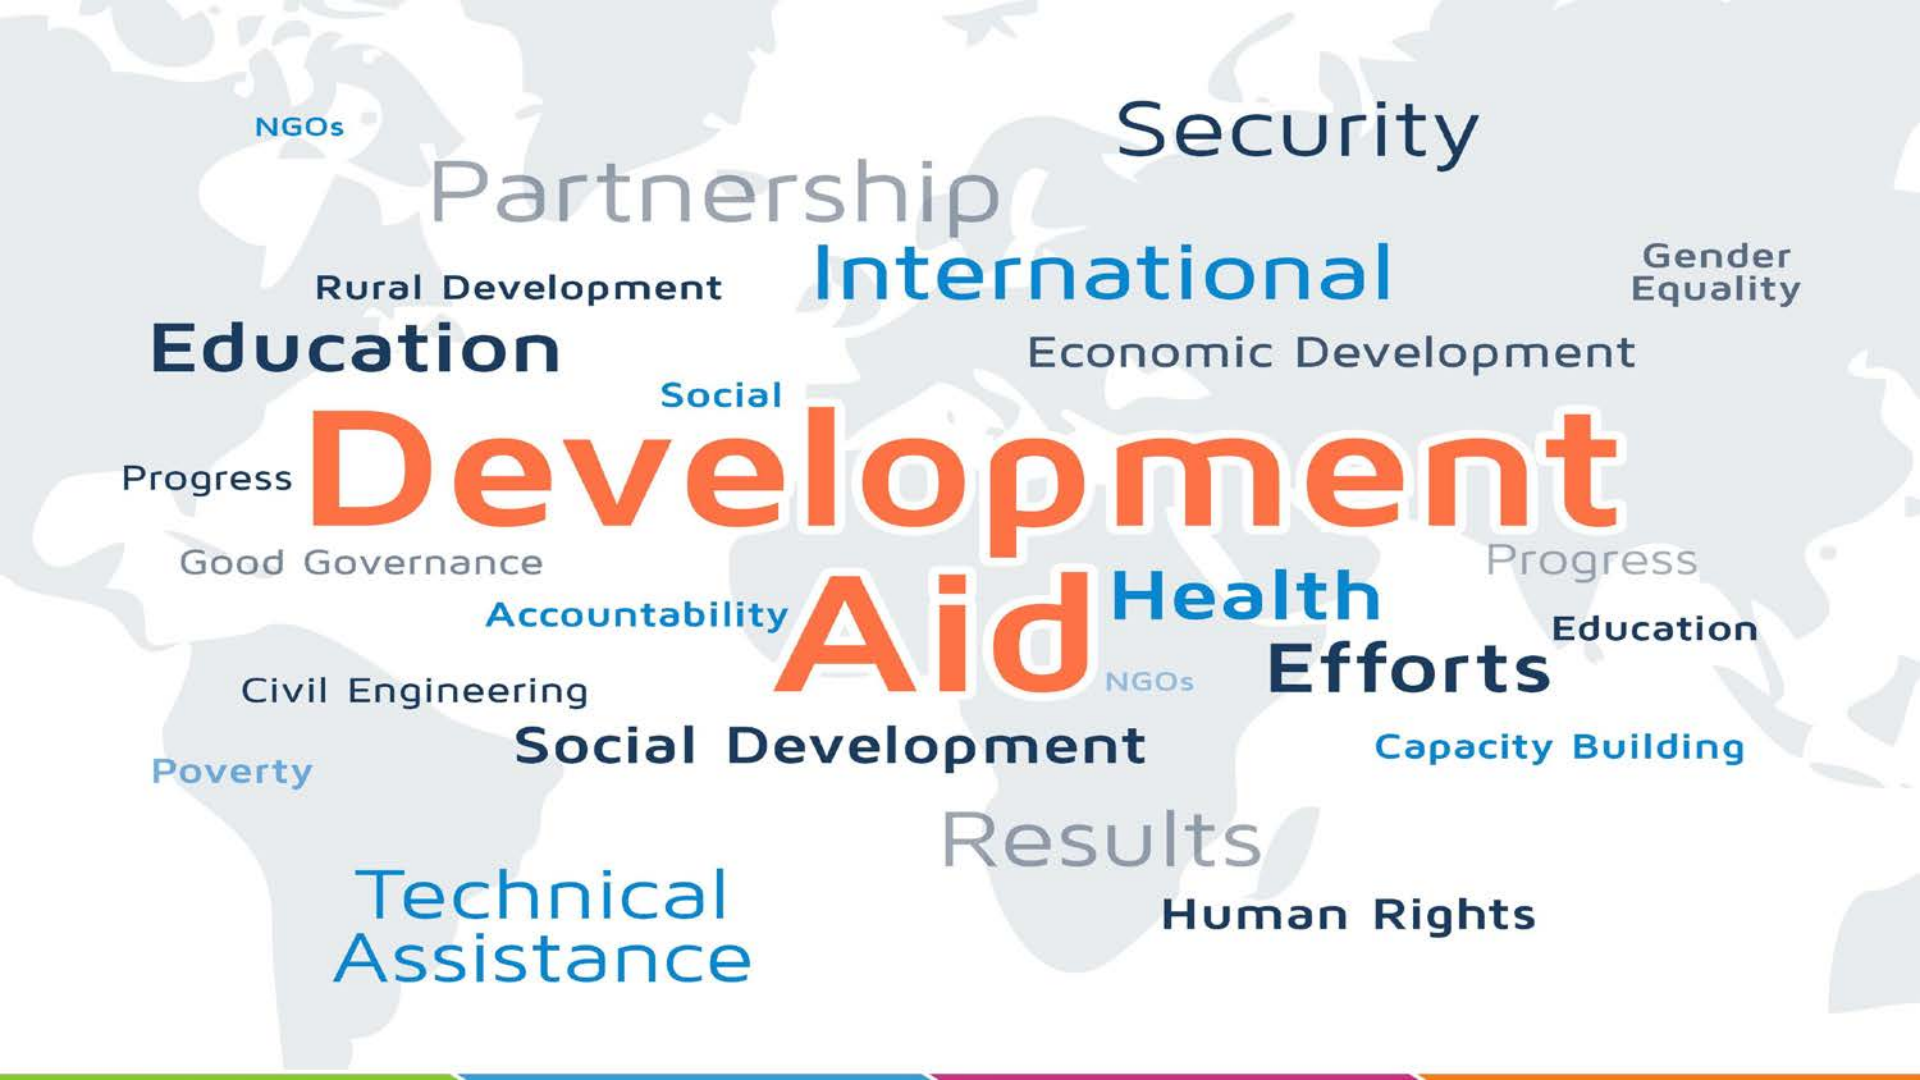 NGOs
Security
Partnership
International
Gender
Equality
Rural Development
Education
Economic Development
Social
Development
Progress
Good Governance
Progress
Aid
Health
Accountability
Education
Efforts
NGOs
Civil Engineering
Social Development
Capacity Building
Poverty
Results
Technical
Assistance
Human Rights